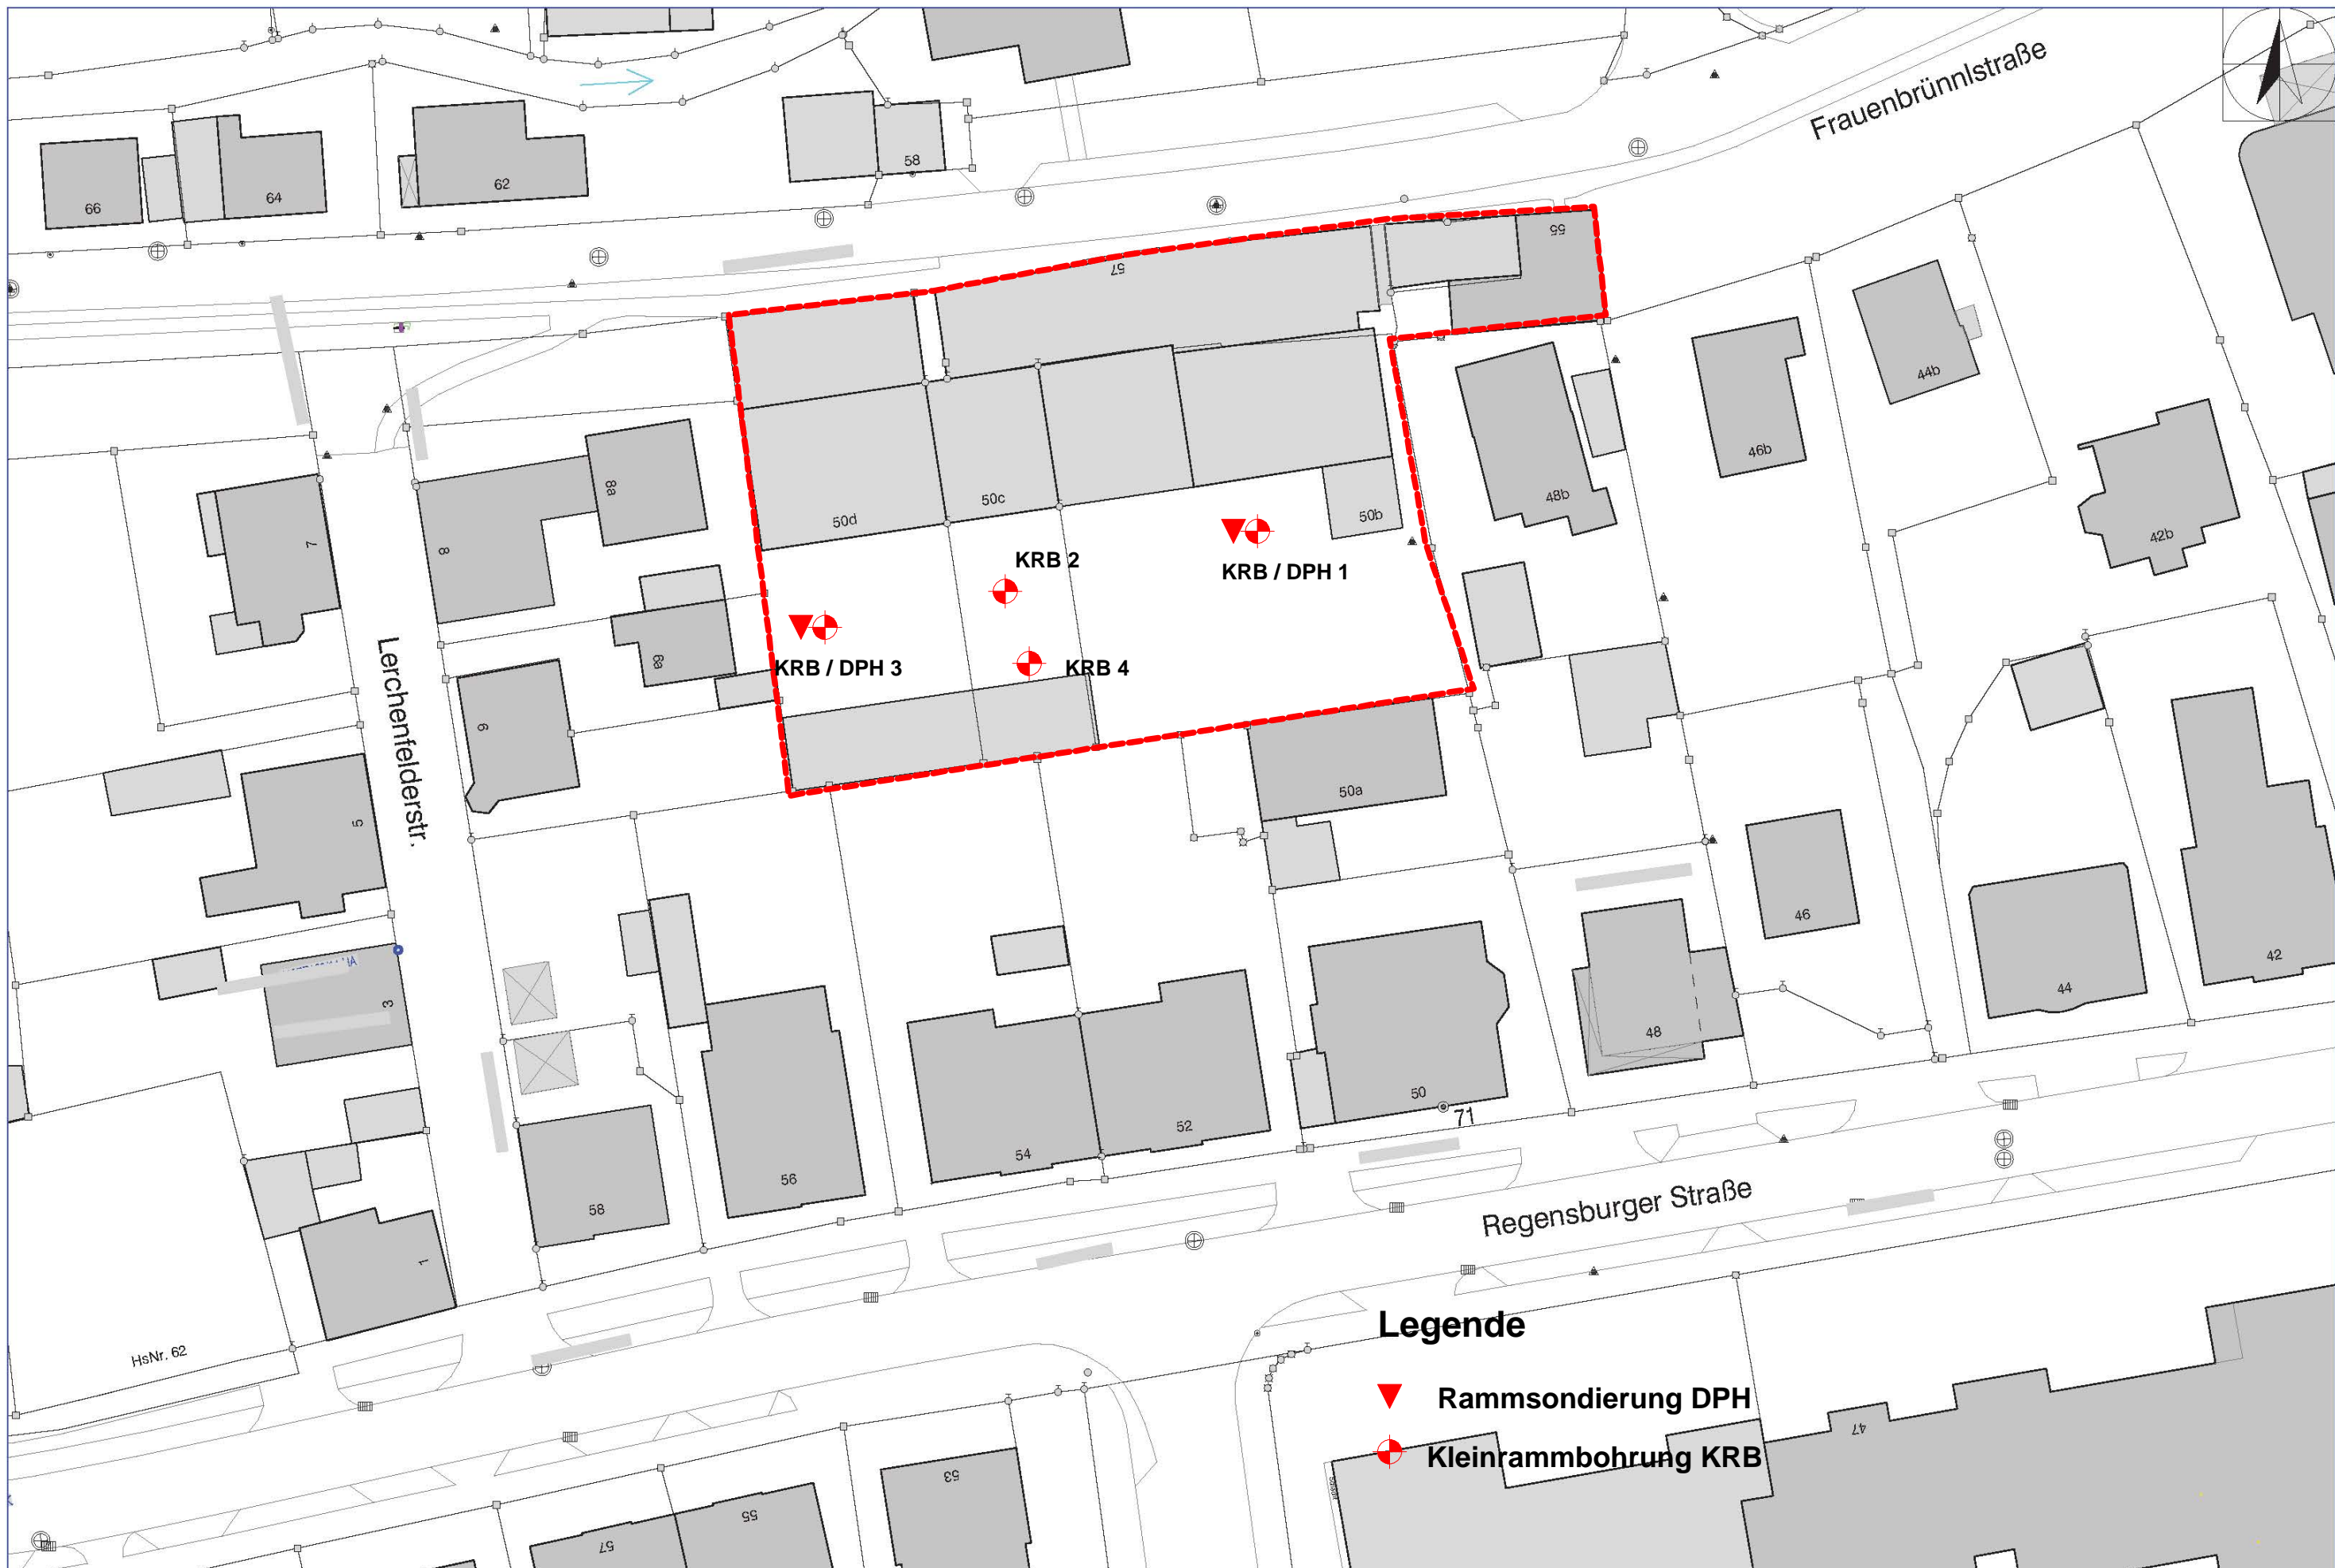 Frauenbrünnlstraße
58
62
64
66
55
57
44b
46b
48b
42b
50b
50c
50d
8a
8
7
KRB 2
KRB / DPH 1
KRB / DPH 3
KRB 4
6a
6
Lerchenfelderstr.
50a
5
46
42
44
48
3
50
71
52
54
56
58
Regensburger Straße
1
HsNr. 62
Legende
Rammsondierung DPH
Kleinrammbohrung KRB
47
53
55
57